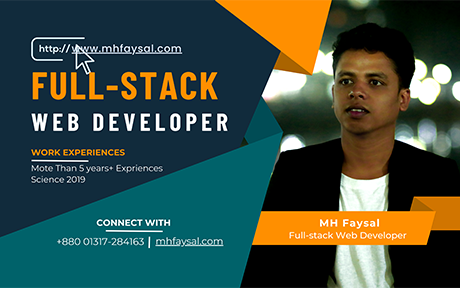 http://www.mhfaysal.com
FULL-STACK
WEB DEVELOPER
WORK EXPERIENCES
Mote Than 5 years+ Expriences
Science 2019
CONNECT WITH
+880 01317-284163 | mhfaysal.com
MH Faysal
Full-stack Web Developer